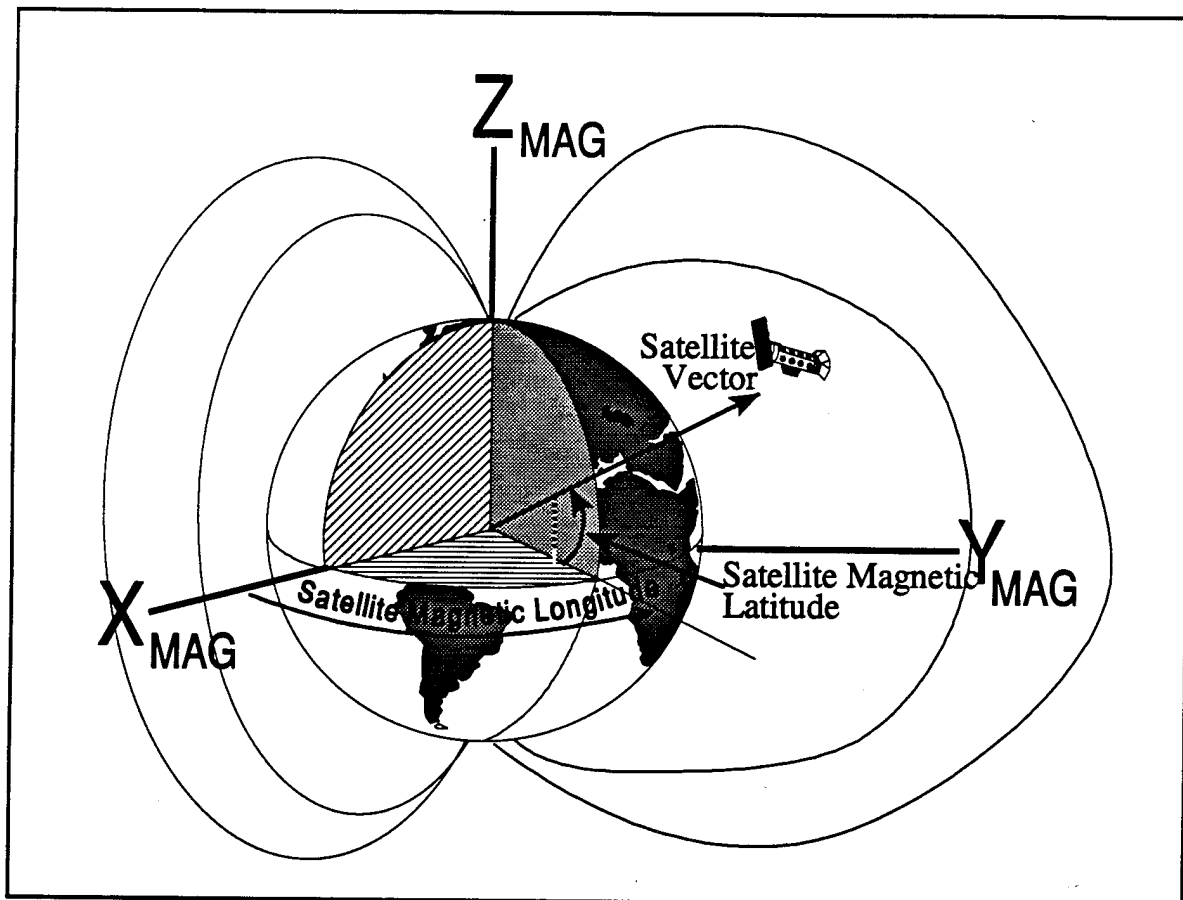 Z MAG
Satellite
Vector
Satellite Magnetic
Latitude
Y MAG
X MAG
Satellite Magnetic Longitude